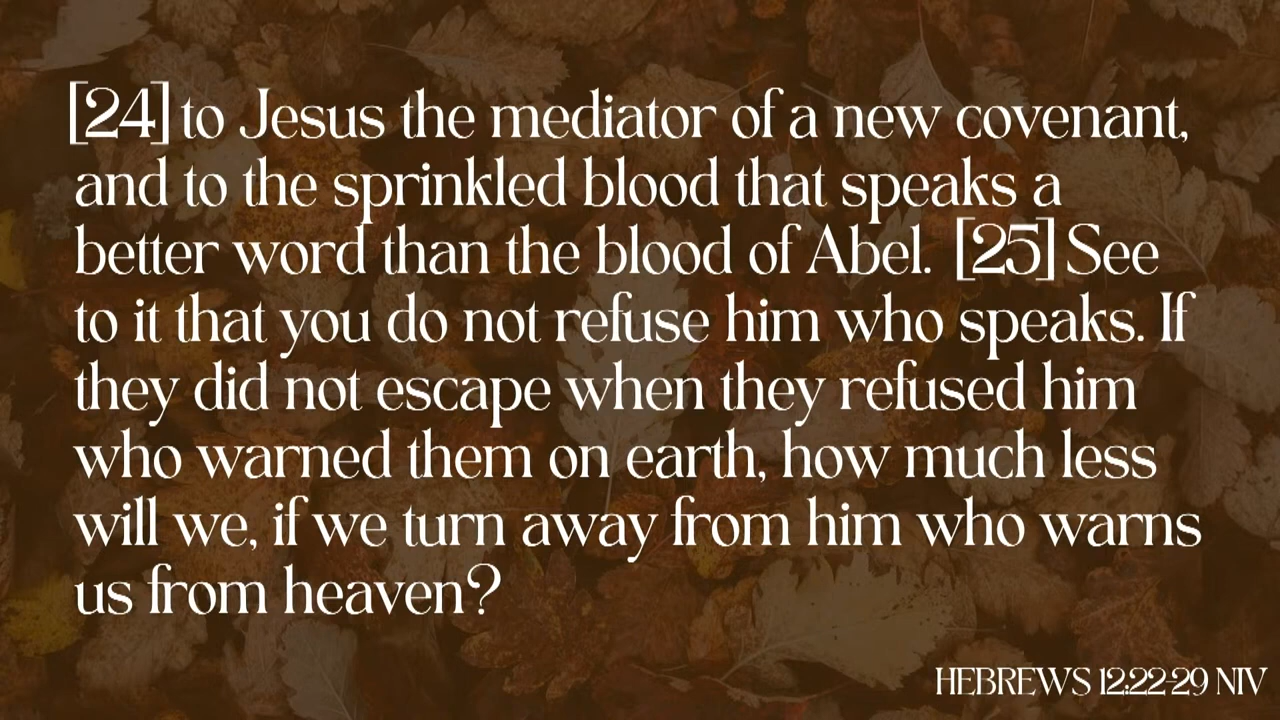 [24] to Jesus the mediator of a new covenant,
and to the sprinkled blood that speaks a
better word than the blood of Abel. [25] See
to it that you do not refuse him who speaks. If
they did not escape when they refused him
who warned them on earth, how much less
will we, if we turn away from him who warns
us from heaven?
HEBREWS 12:22-29 NIV